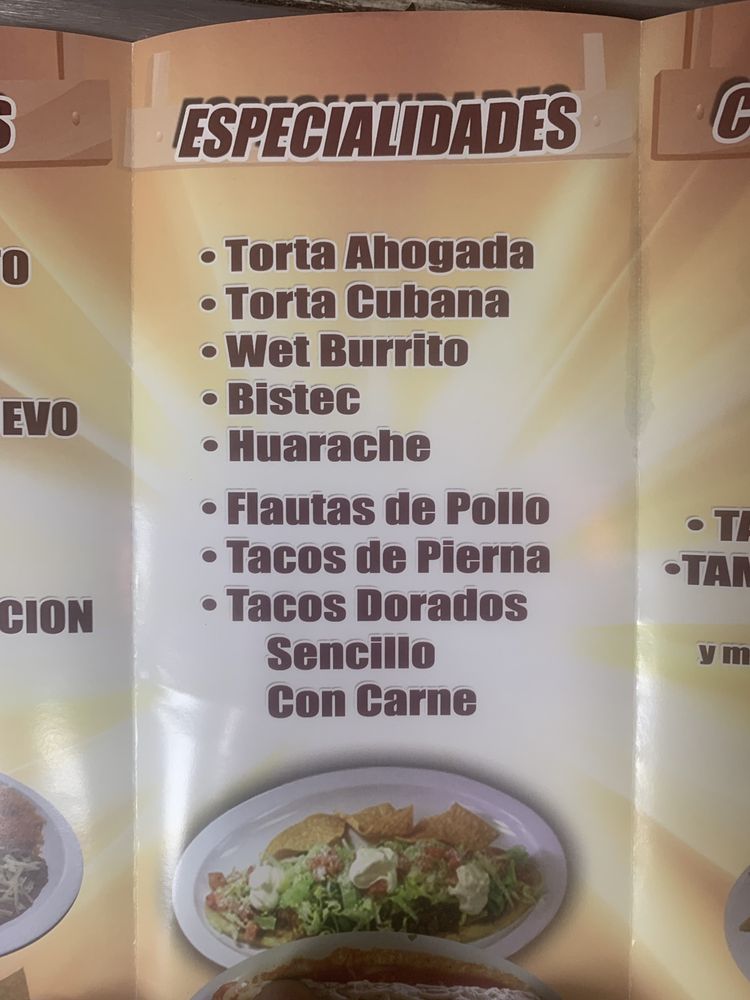 ESPECIALIDADES
• Torta Ahogada
• Torta Cubana
• Wet Burrito
• Bistec
• Huarache
• Flautas de Pollo
• Tacos de Pierna
• Tacos Dorados
Sencillo
Con Carne